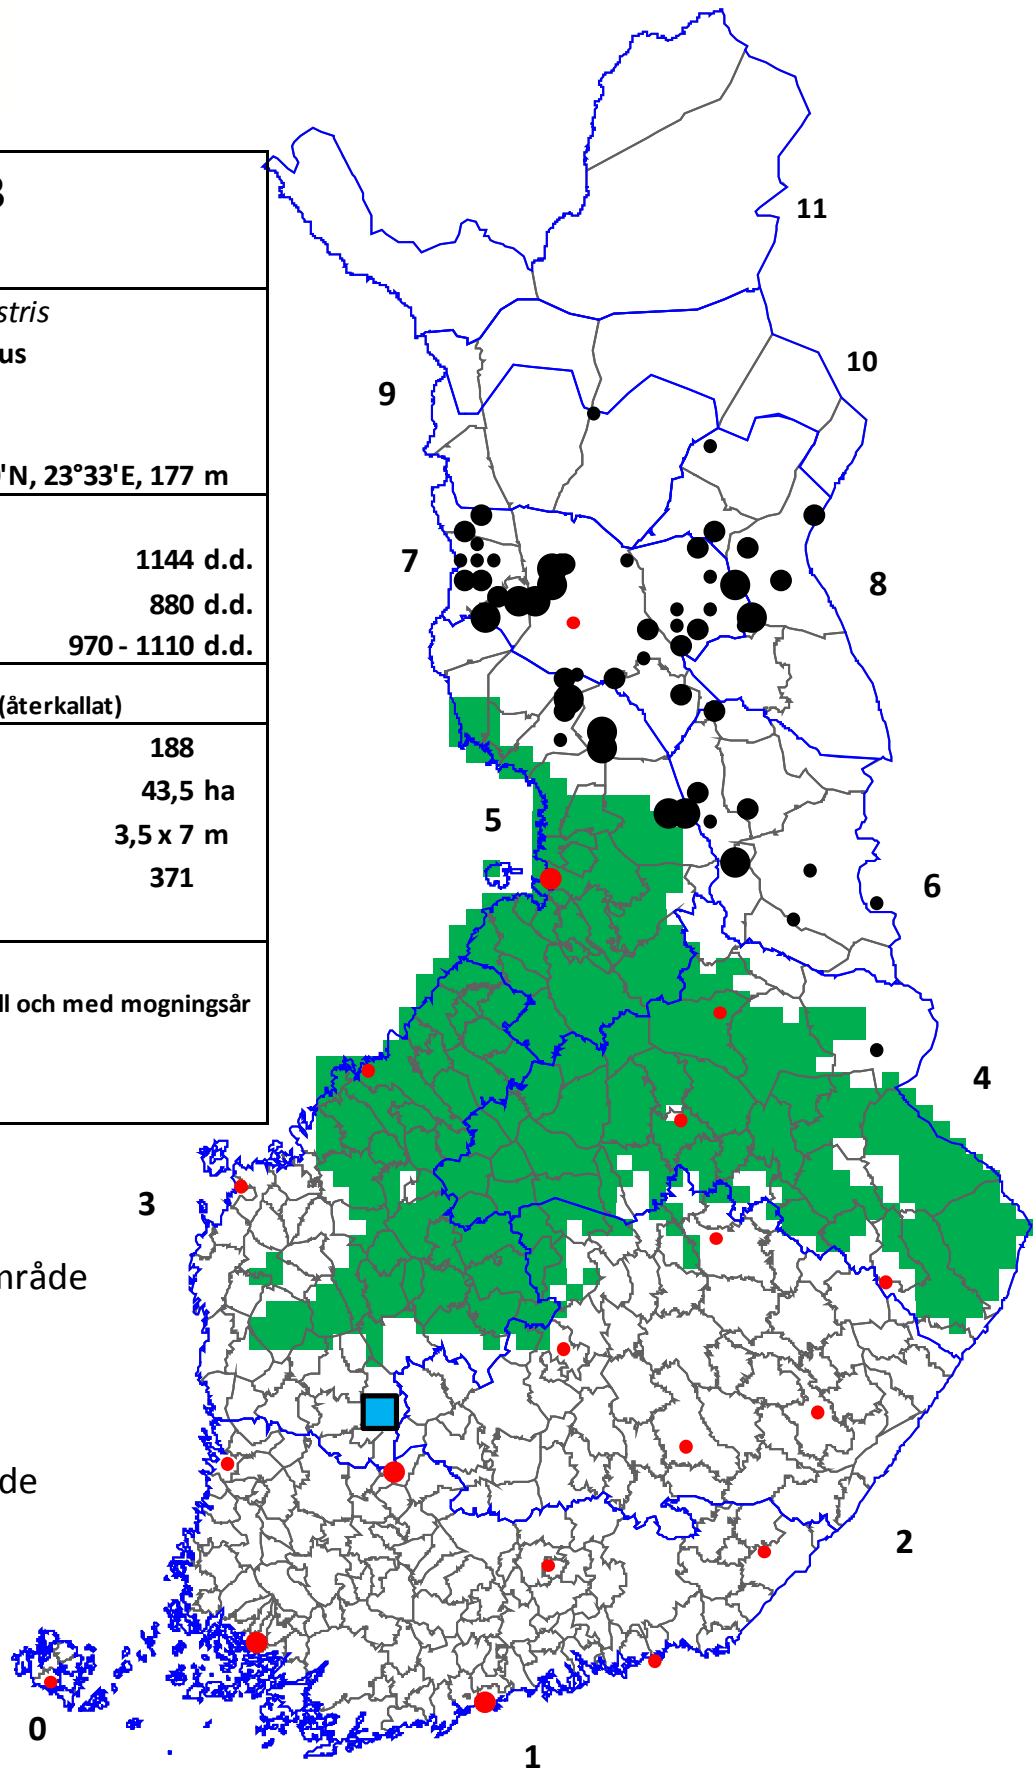 3
stris
us
'N, 23°33'E, 177 m
1144 d.d.
880 d.d.
970 - 1110 d.d.
(återkallat)
188
43,5 ha
3,5 x 7 m
371
ll och med mogningsår
område
de
11
10
9
8
7
6
5
4
3
2
1
0